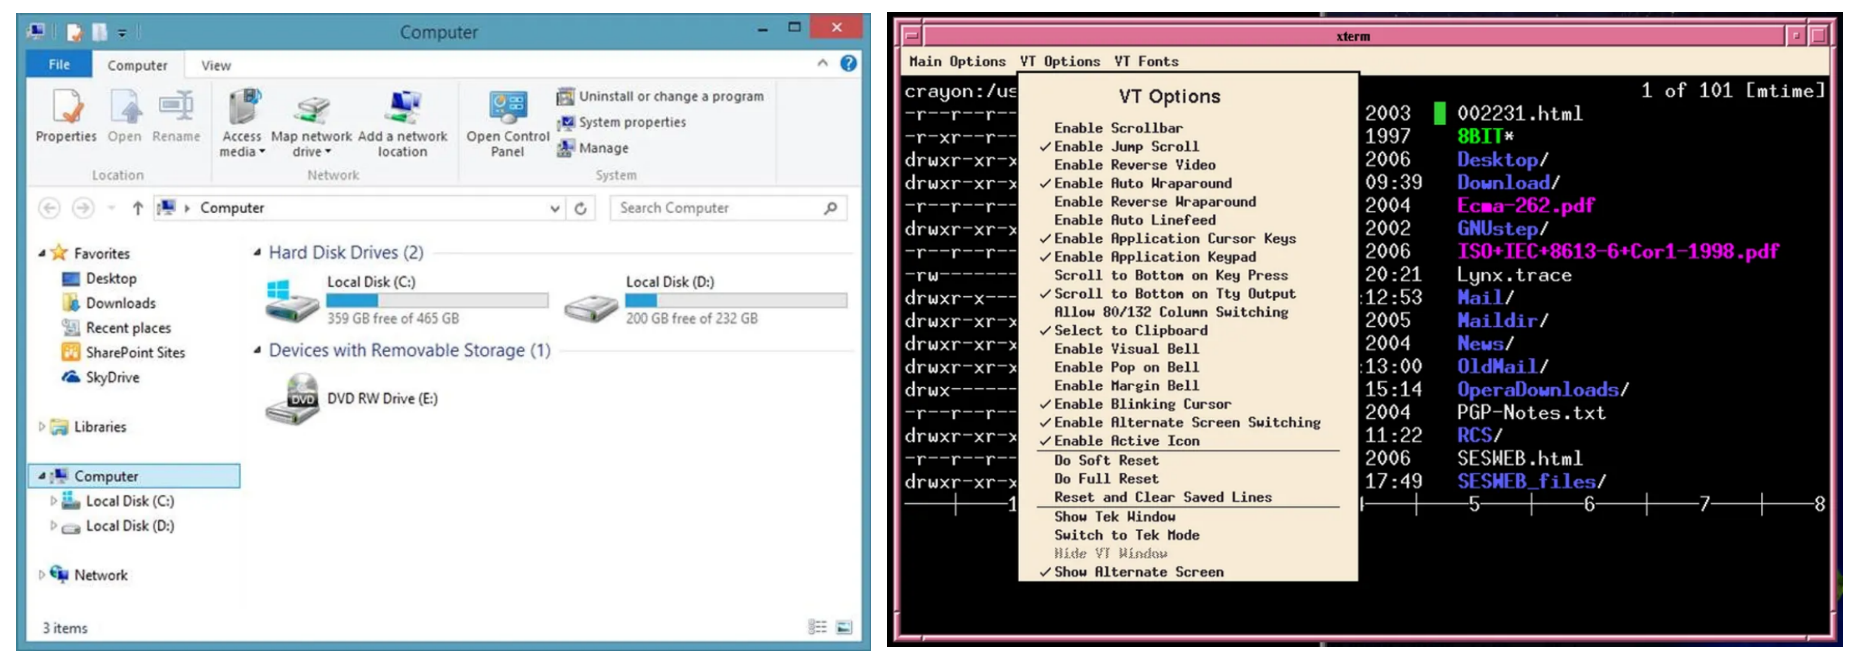 Computer
File Computer View
Properties Open Rename
Access media
Map network drive
Add a network location
Open Control Panel
Uninstall or change a program
System properties
Manage
Location Network System
Computer
Search Computer
Favorites
Desktop
Downloads
Recent places
SharePoint Sites
SkyDrive
Libraries
Computer
Local Disk (C:)
Local Disk (D:)
Network
Hard Disk Drives (2)
Local Disk (C:)
359 GB free of 465 GB
Local Disk (D:)
200 GB free of 232 GB
Devices with Removable Storage (1)
DVD
DVD RW Drive (E:)
3 items
xterm
Main Options VT Options VT Fonts
crayon:/us
1 of 101 [mtime]
-r--r--r-- 2003 002231.html
-r-xr--r-- 1997 8BIT*
drwxr-xr-x 2006 Desktop/
drwxr-xr-x 09:39 Download/
-r--r--r-- 2004 Ecma-262.pdf
drwxr-xr-x 2002 GNUstep/
-r--r--r-- 2006 ISO+IEC+8613-6+Cor1-1998.pdf
-rw------- 20:21 Lynx.trace
drwxr-x--- :12:53 Mail/
drwxr-xr-x 2005 Maildir/
drwxr-xr-x 2004 News/
drwxr-xr-x :13:00 OldMail/
drwx------ 15:14 OperaDownloads/
-r--r--r-- 2004 PGP-Notes.txt
drwxr-xr-x 11:22 RCS/
-r--r--r-- 2006 SESWEB.html
drwxr-xr-x 17:49 SESWEB_files/
1 5 6 7 8
VT Options
Enable Scrollbar
✓Enable Jump Scroll
Enable Reverse Video
✓Enable Auto Wraparound
Enable Reverse Wraparound
Enable Auto Linefeed
✓Enable Application Cursor Keys
✓Enable Application Keypad
Scroll to Bottom on Key Press
✓Scroll to Bottom on Tty Output
Allow 80/132 Column Switching
✓Select to Clipboard
Enable Visual Bell
Enable Pop on Bell
Enable Margin Bell
✓Enable Blinking Cursor
✓Enable Alternate Screen Switching
✓Enable Active Icon
Do Soft Reset
Do Full Reset
Reset and Clear Saved Lines
Show Tek Window
Switch to Tek Mode
Hide VT Window
✓Show Alternate Screen